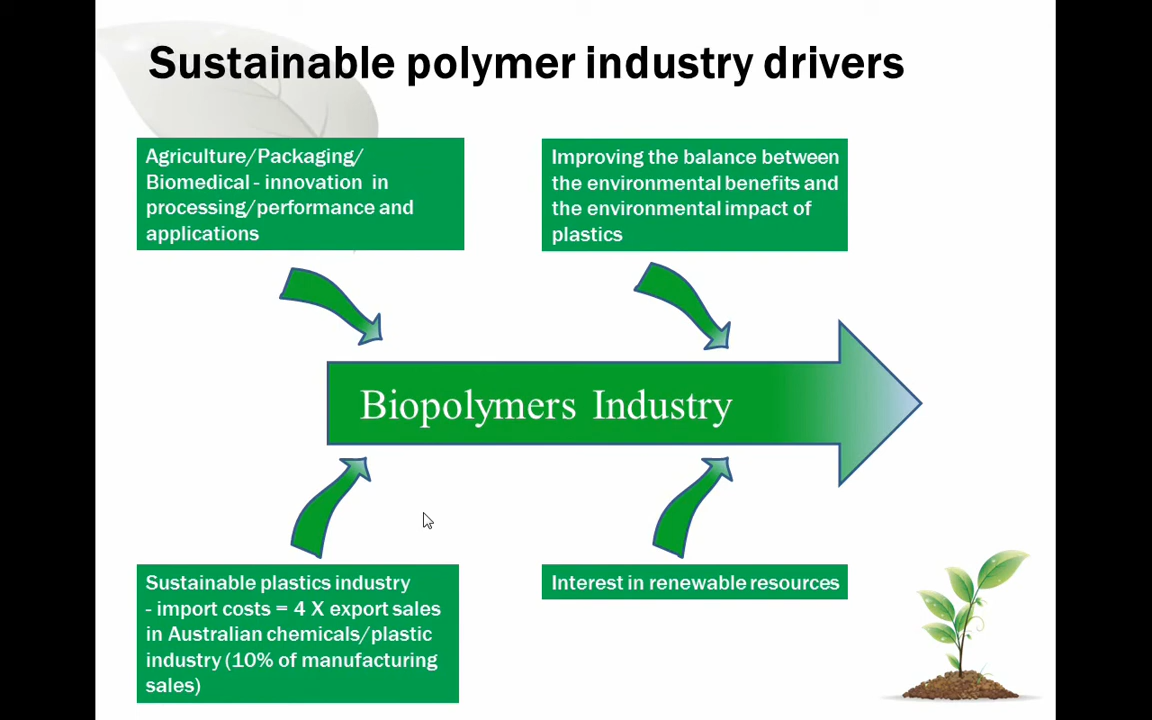 Sustainable polymer industry drivers
Agriculture/Packaging/
Biomedical - innovation in
processing/performance and
applications
Improving the balance between
the environmental benefits and
the environmental impact of
plastics
Biopolymers Industry
Sustainable plastics industry
- import costs = 4 X export sales
in Australian chemicals/plastic
industry (10% of manufacturing
sales)
Interest in renewable resources